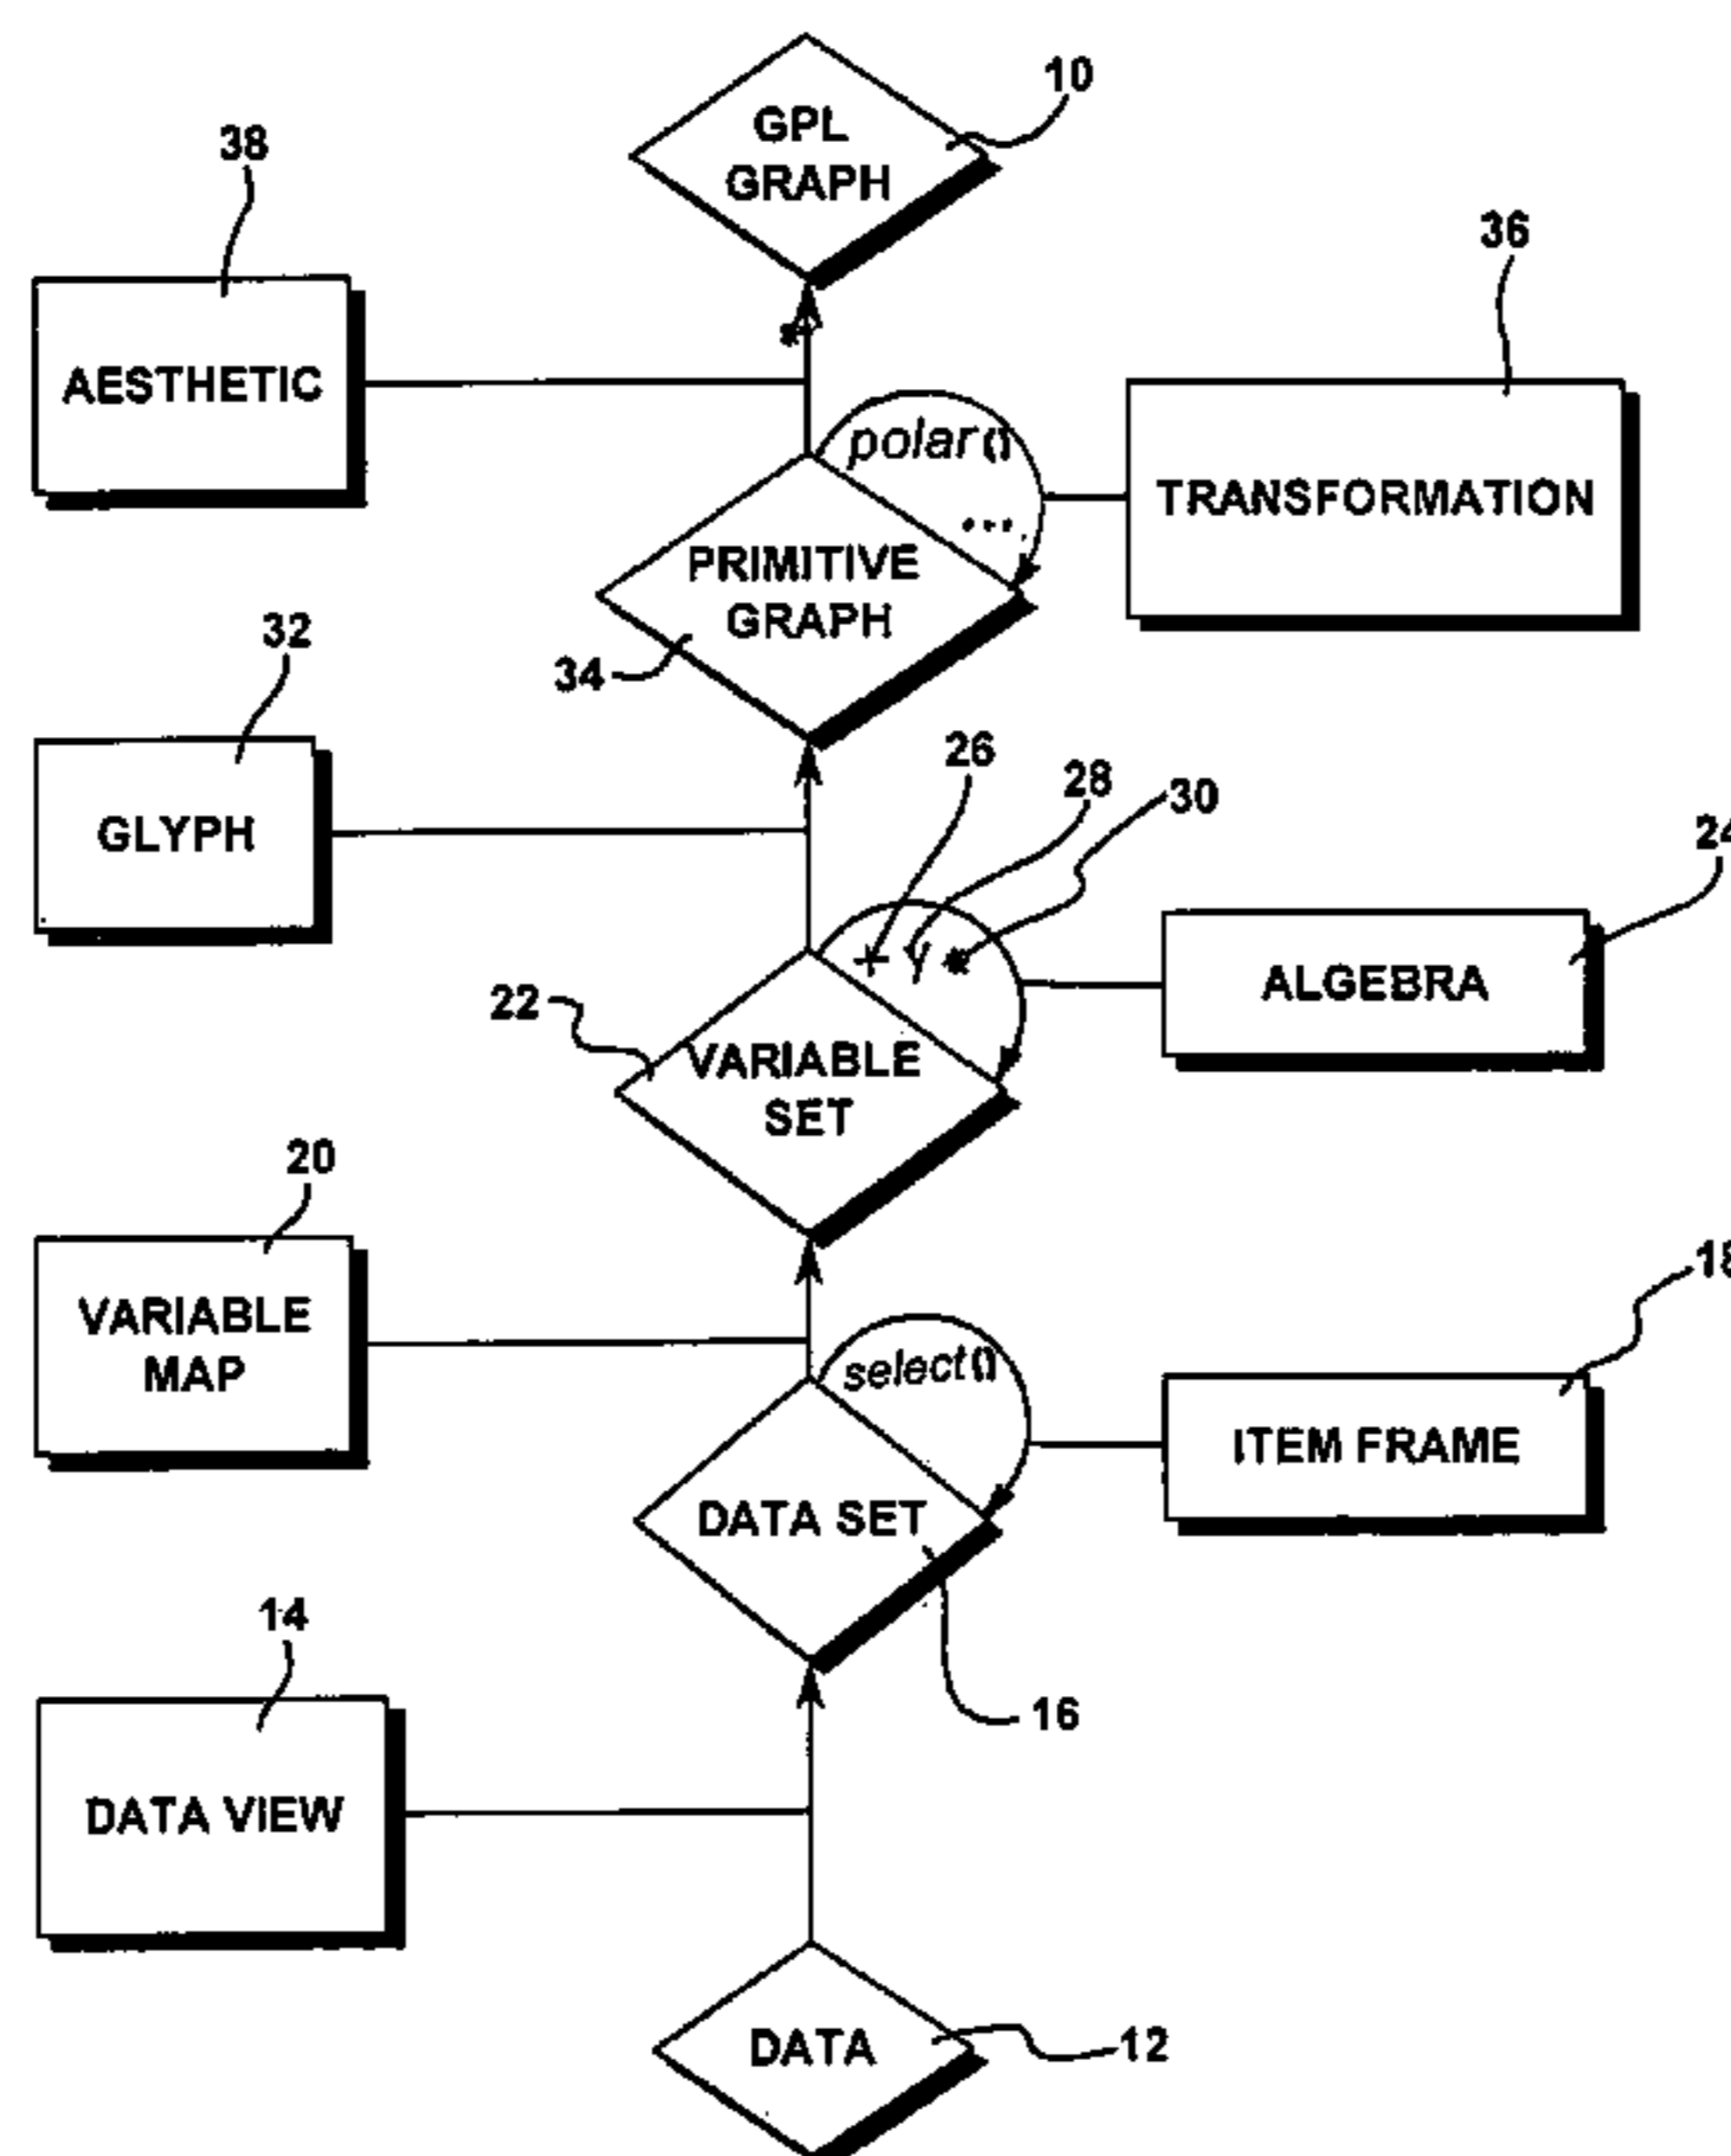 10
GPL
GRAPH
38
36
AESTHETIC
*
polar()
TRANSFORMATION
...
PRIMITIVE
GRAPH
32
34
26
28
30
24
GLYPH
+
/
*
22
ALGEBRA
VARIABLE
SET
20
18
VARIABLE
MAP
select()
ITEM FRAME
DATA SET
14
16
DATA VIEW
DATA
12